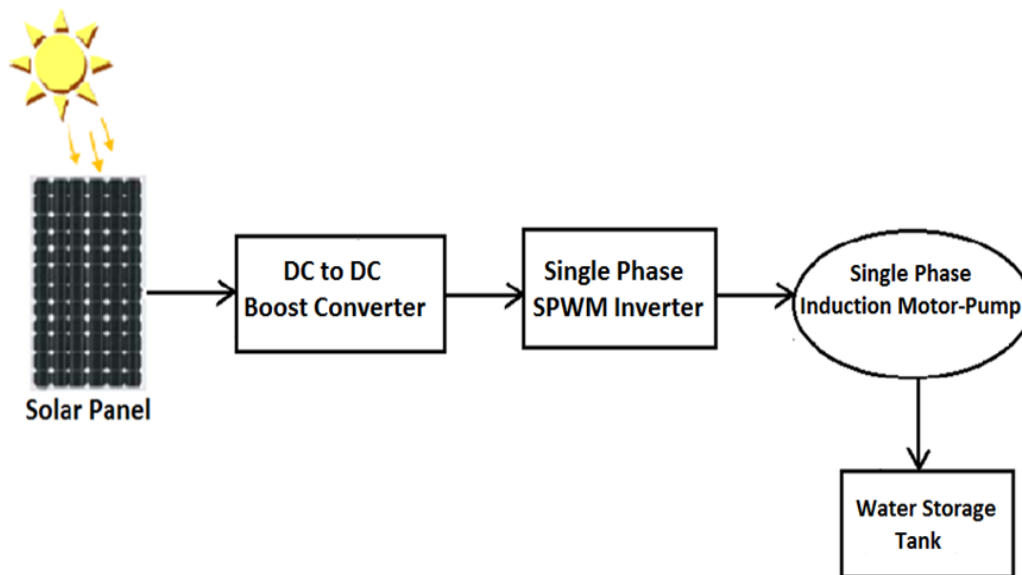 Solar Panel
DC to DC
Boost Converter
Single Phase
SPWM Inverter
Single Phase
Induction Motor-Pump
Water Storage
Tank